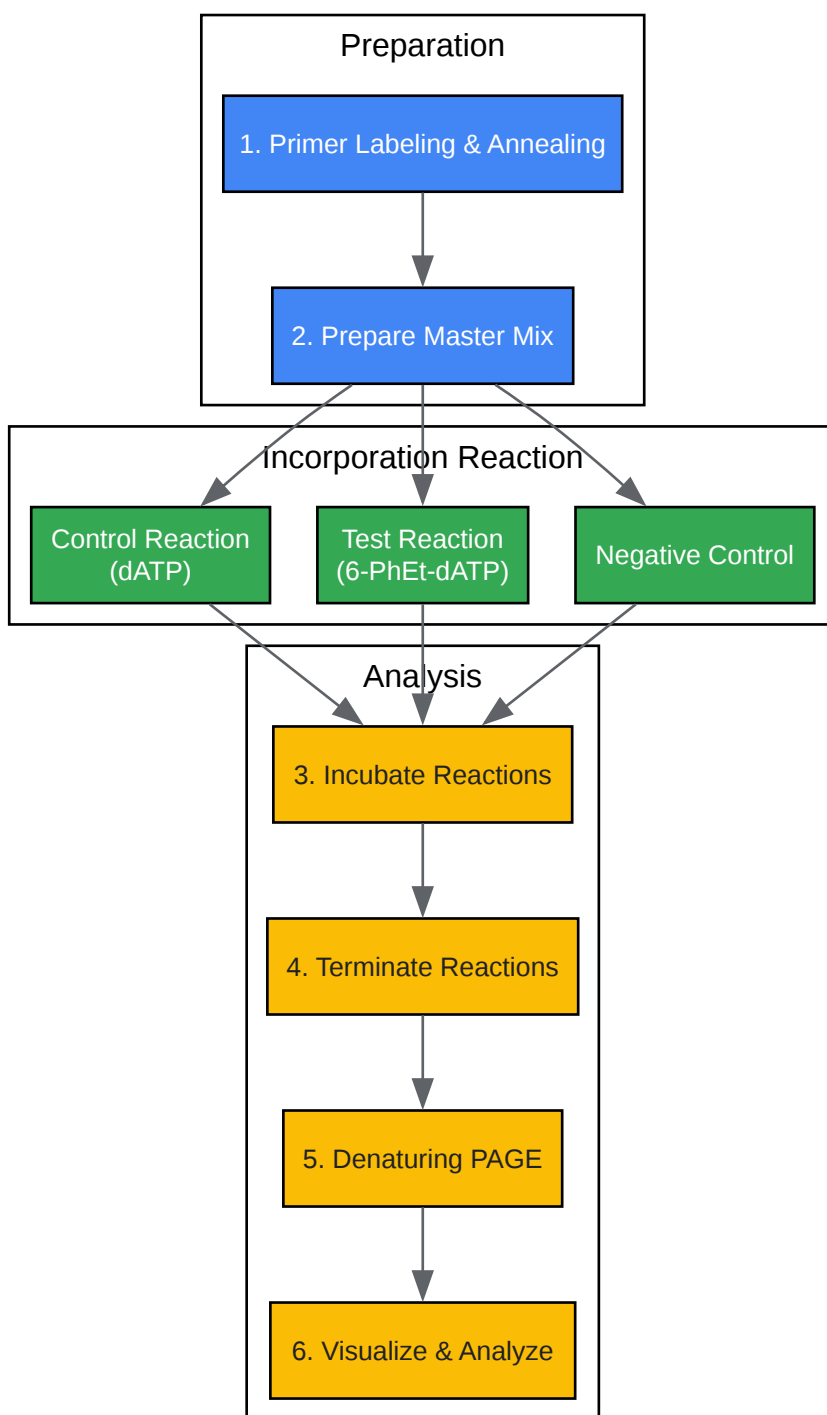 Preparation
1. Primer Labeling & Annealing
2. Prepare Master Mix
Incorporation Reaction
Control Reaction
(dATP)
Test Reaction
(6-PhEt-dATP)
Negative Control
Analysis
3. Incubate Reactions
4. Terminate Reactions
5. Denaturing PAGE
6. Visualize & Analyze